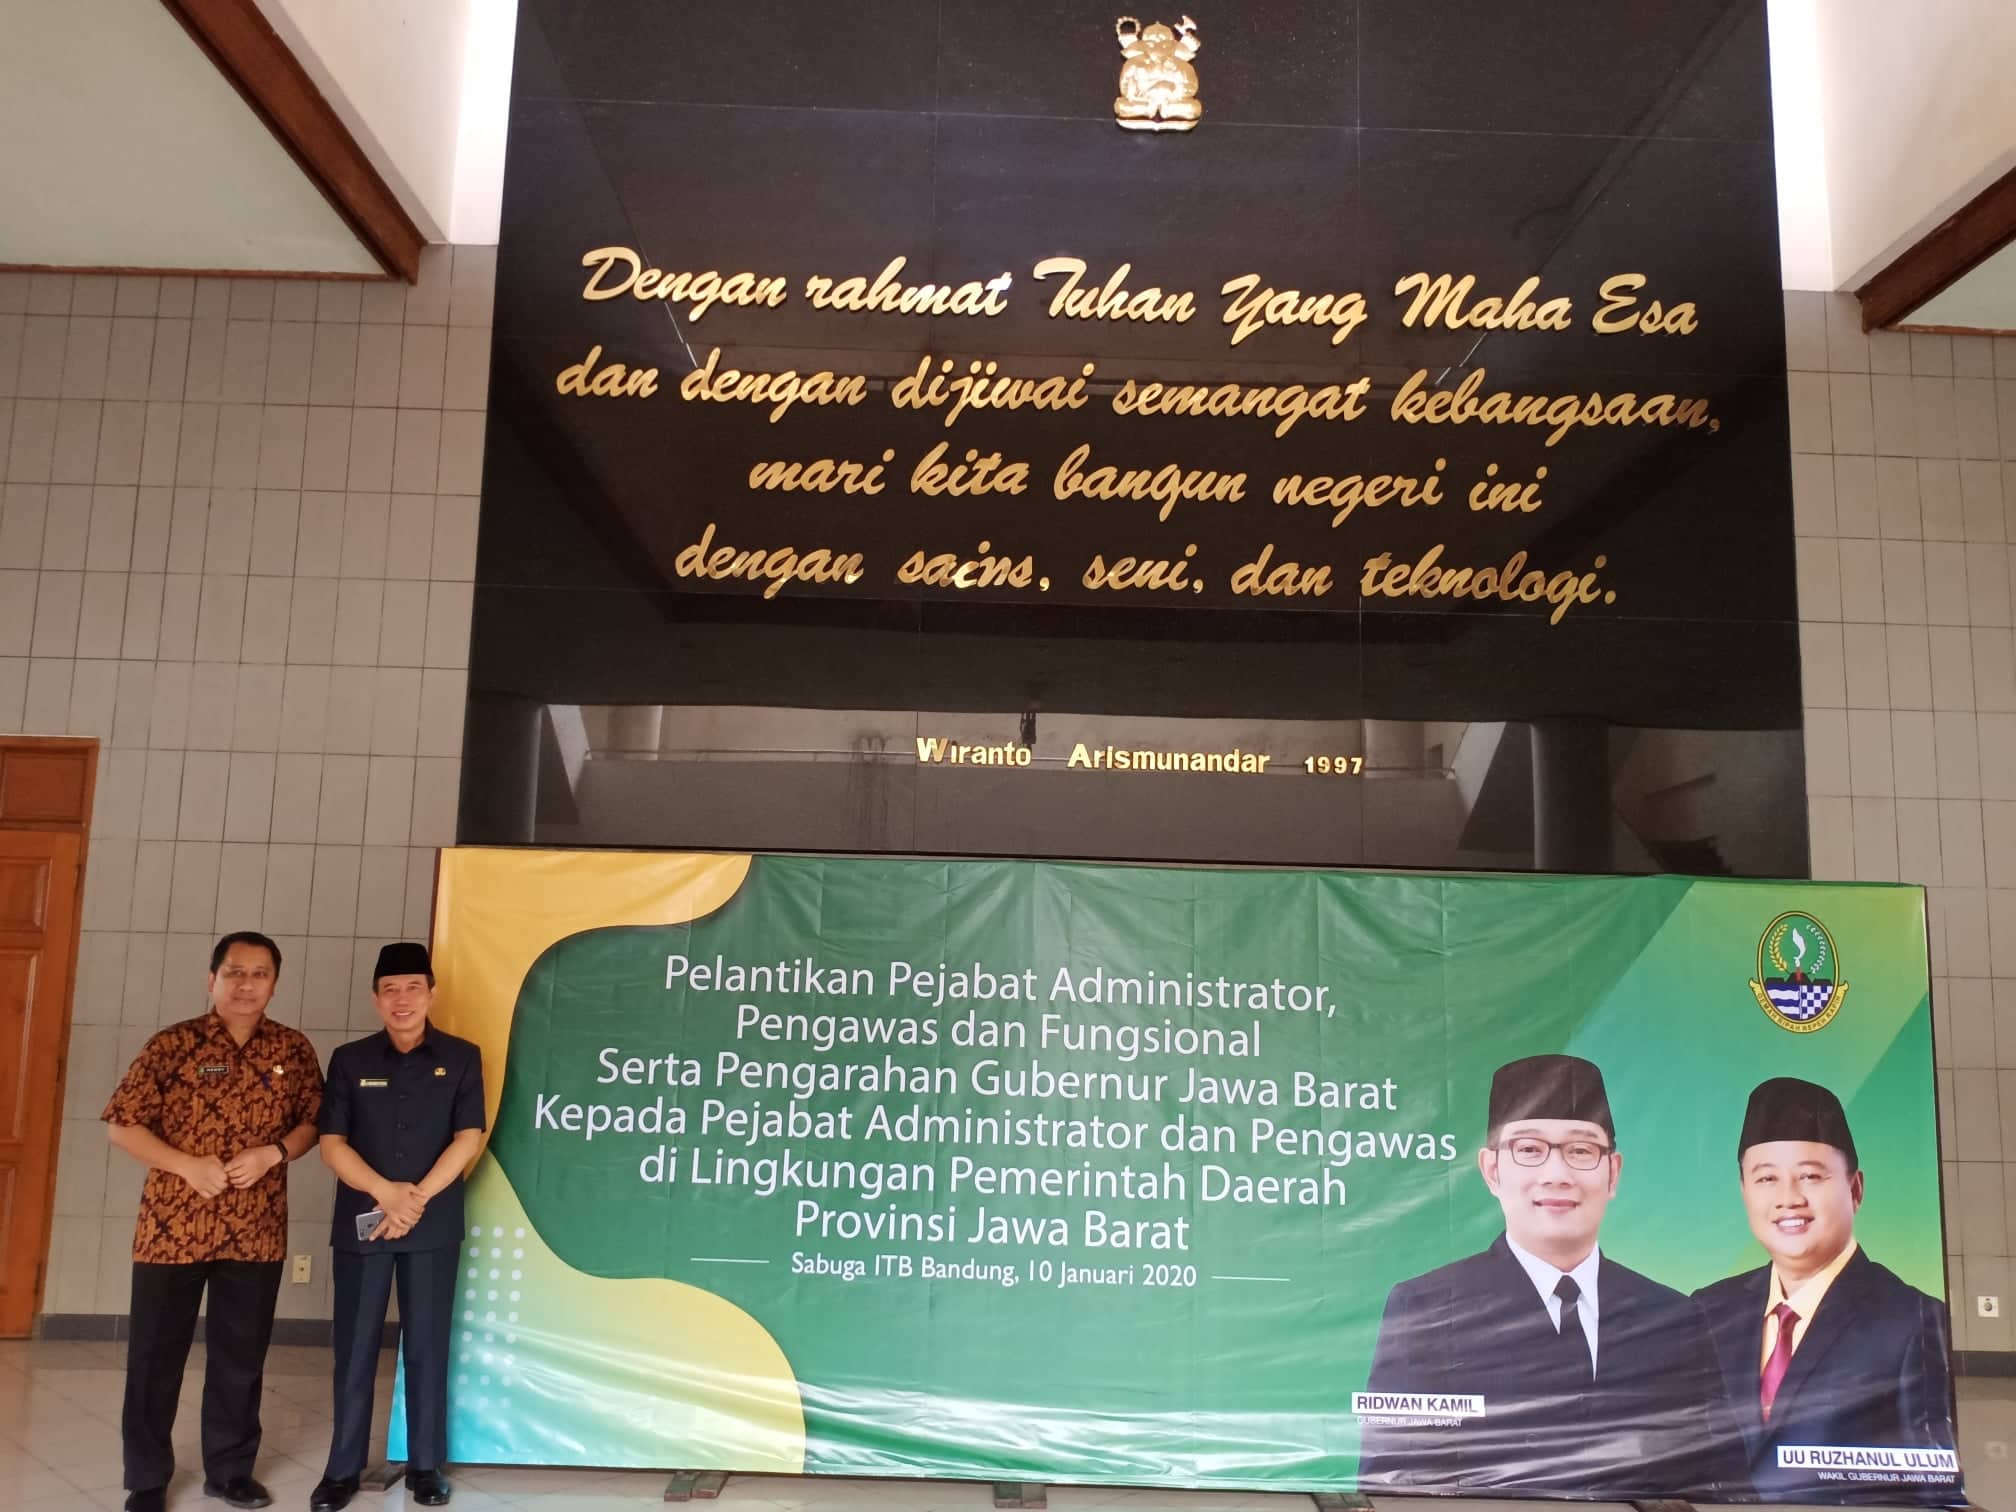 Dengan rahmat Tuhan Yang Maha Esa
dan dengan dijiwai semangat kebangsaan,
mari kita bangun negeri ini
dengan sains, seni, dan teknologi.
Wiranto Arismunandar 1997
Pelantikan Pejabat Administrator,
Pengawas dan Fungsional
Serta Pengarahan Gubernur Jawa Barat
Kepada Pejabat Administrator dan Pengawas
di Lingkungan Pemerintah Daerah
Provinsi Jawa Barat
Sabuga ITB Bandung, 10 Januari 2020
RIDWAN KAMIL
GUBERNUR JAWA BARAT
UU RUZHANUL ULUM
WAKIL GUBERNUR JAWA BARAT